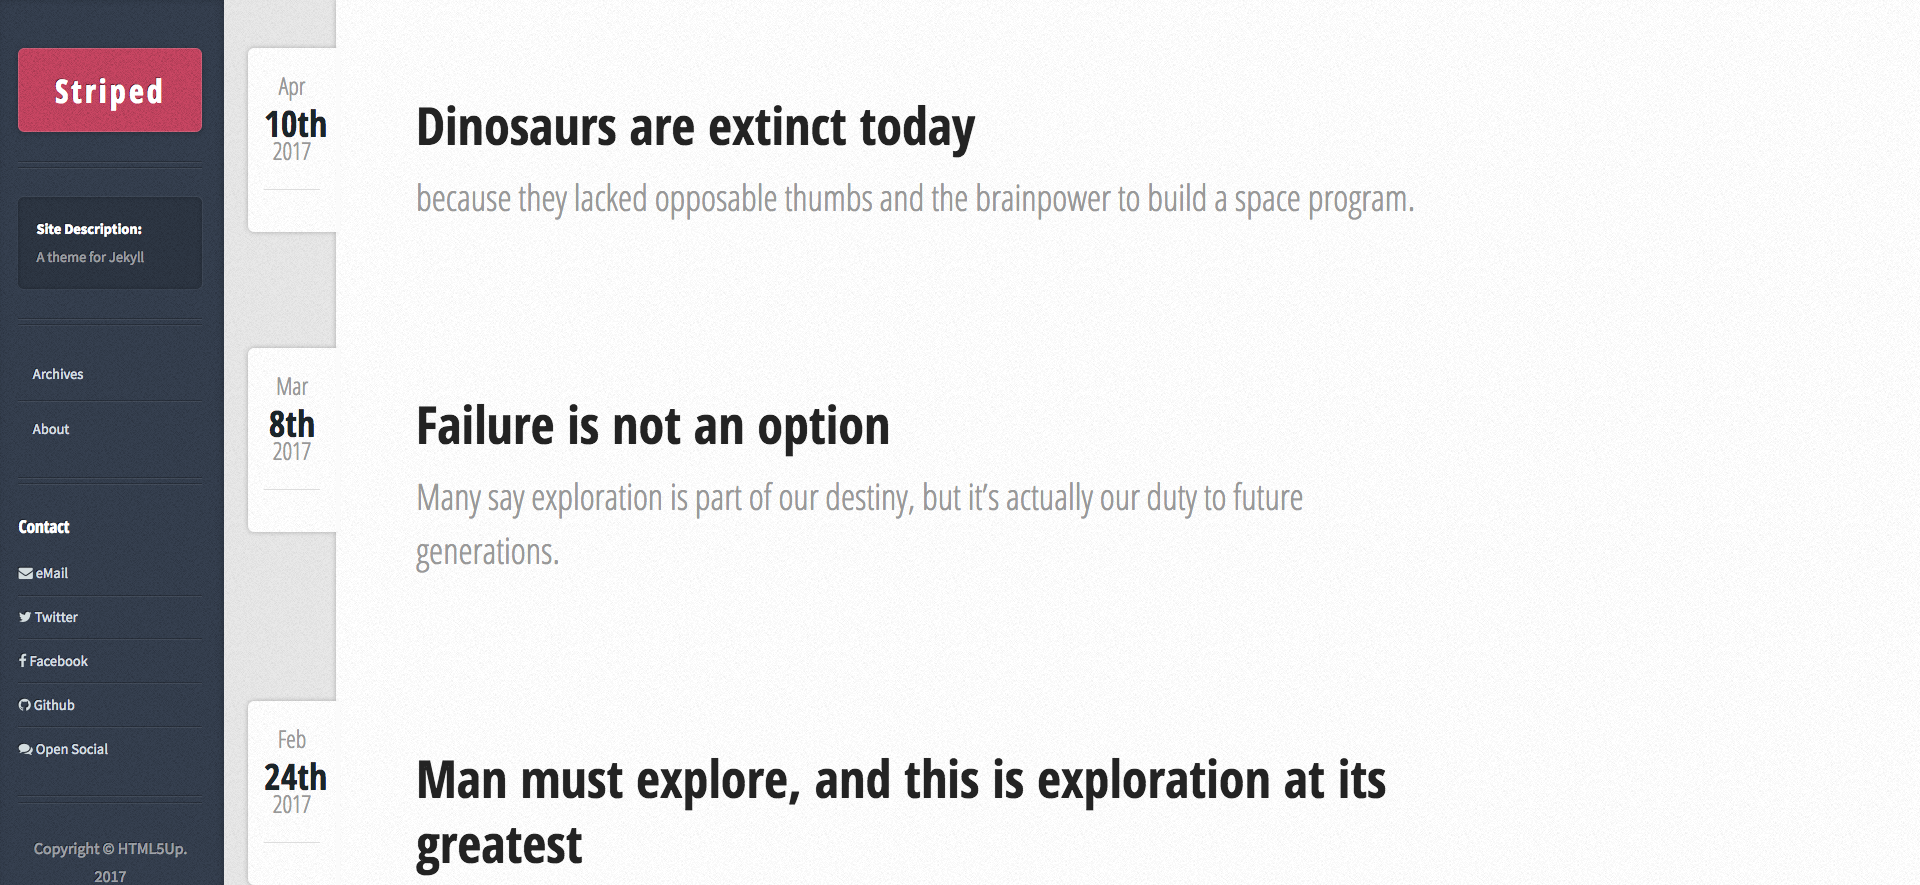 Striped
Site Description:
A theme for Jekyll
Archives
About
Contact
eMail
Twitter
Facebook
Github
Open Social
Copyright © HTML5Up.
2017
Apr
10th
2017
Dinosaurs are extinct today
because they lacked opposable thumbs and the brainpower to build a space program.
Mar
8th
2017
Failure is not an option
Many say exploration is part of our destiny, but it’s actually our duty to future
generations.
Feb
24th
2017
Man must explore, and this is exploration at its
greatest